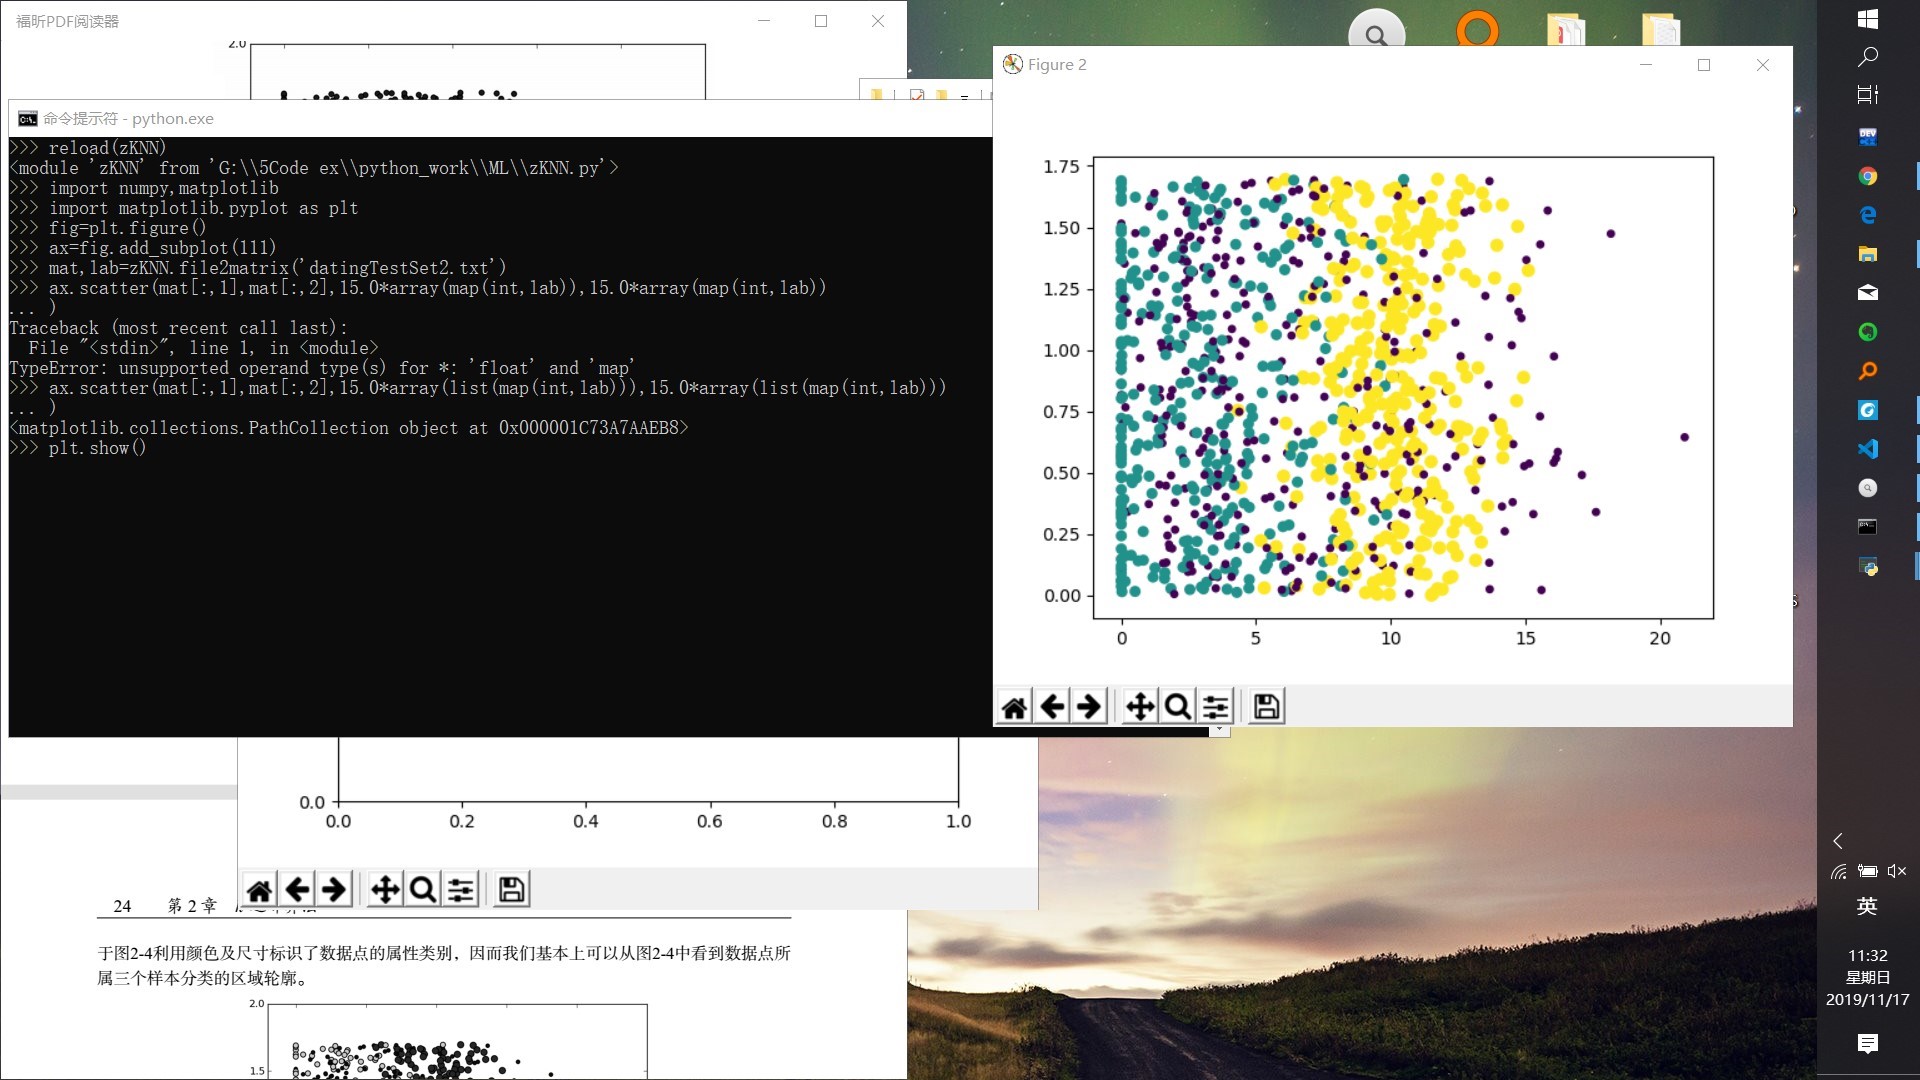 福昕PDF阅读器
2.0
命令提示符 - python.exe
>>> reload(zKNN)
<module 'zKNN' from 'G:\\5Code ex\\python_work\\ML\\zKNN.py'>
>>> import numpy,matplotlib
>>> import matplotlib.pyplot as plt
>>> fig=plt.figure()
>>> ax=fig.add_subplot(111)
>>> mat,lab=zKNN.file2matrix('datingTestSet2.txt')
>>> ax.scatter(mat[:,1],mat[:,2],15.0*array(map(int,lab)),15.0*array(map(int,lab))
... )
Traceback (most recent call last):
  File "<stdin>", line 1, in <module>
TypeError: unsupported operand type(s) for *: 'float' and 'map'
>>> ax.scatter(mat[:,1],mat[:,2],15.0*array(list(map(int,lab))),15.0*array(list(map(int,lab)))
... )
<matplotlib.collections.PathCollection object at 0x000001C73A7AAEB8>
>>> plt.show()
Figure 2
1.75
1.50
1.25
1.00
0.75
0.50
0.25
0.00
0 5 10 15 20
0.0
0.0 0.2 0.4 0.6 0.8 1.0
24 第 2 章
于图2-4利用颜色及尺寸标识了数据点的属性类别，因而我们基本上可以从图2-4中看到数据点所
属三个样本分类的区域轮廓。
2.0
1.5
DEV
英
11:32
星期日
2019/11/17